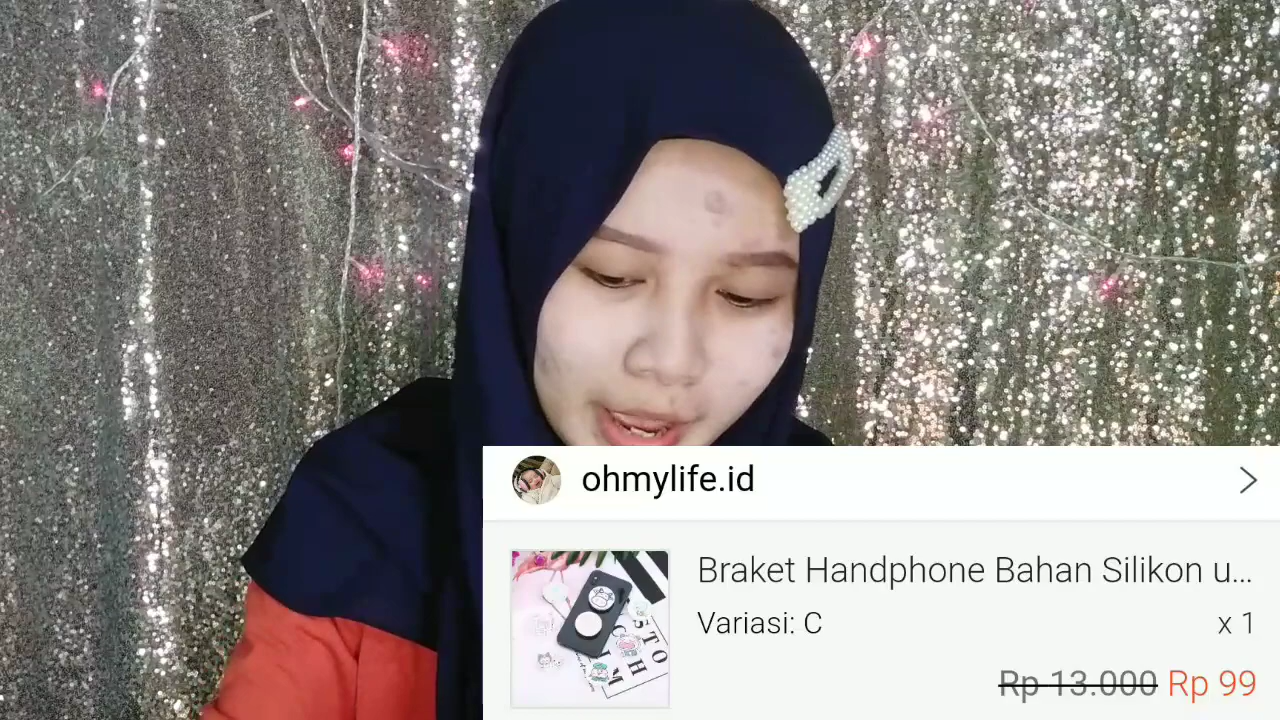 ohmylife.id
Braket Handphone Bahan Silikon u...
Variasi: C
x 1
Rp 13.000 Rp 99